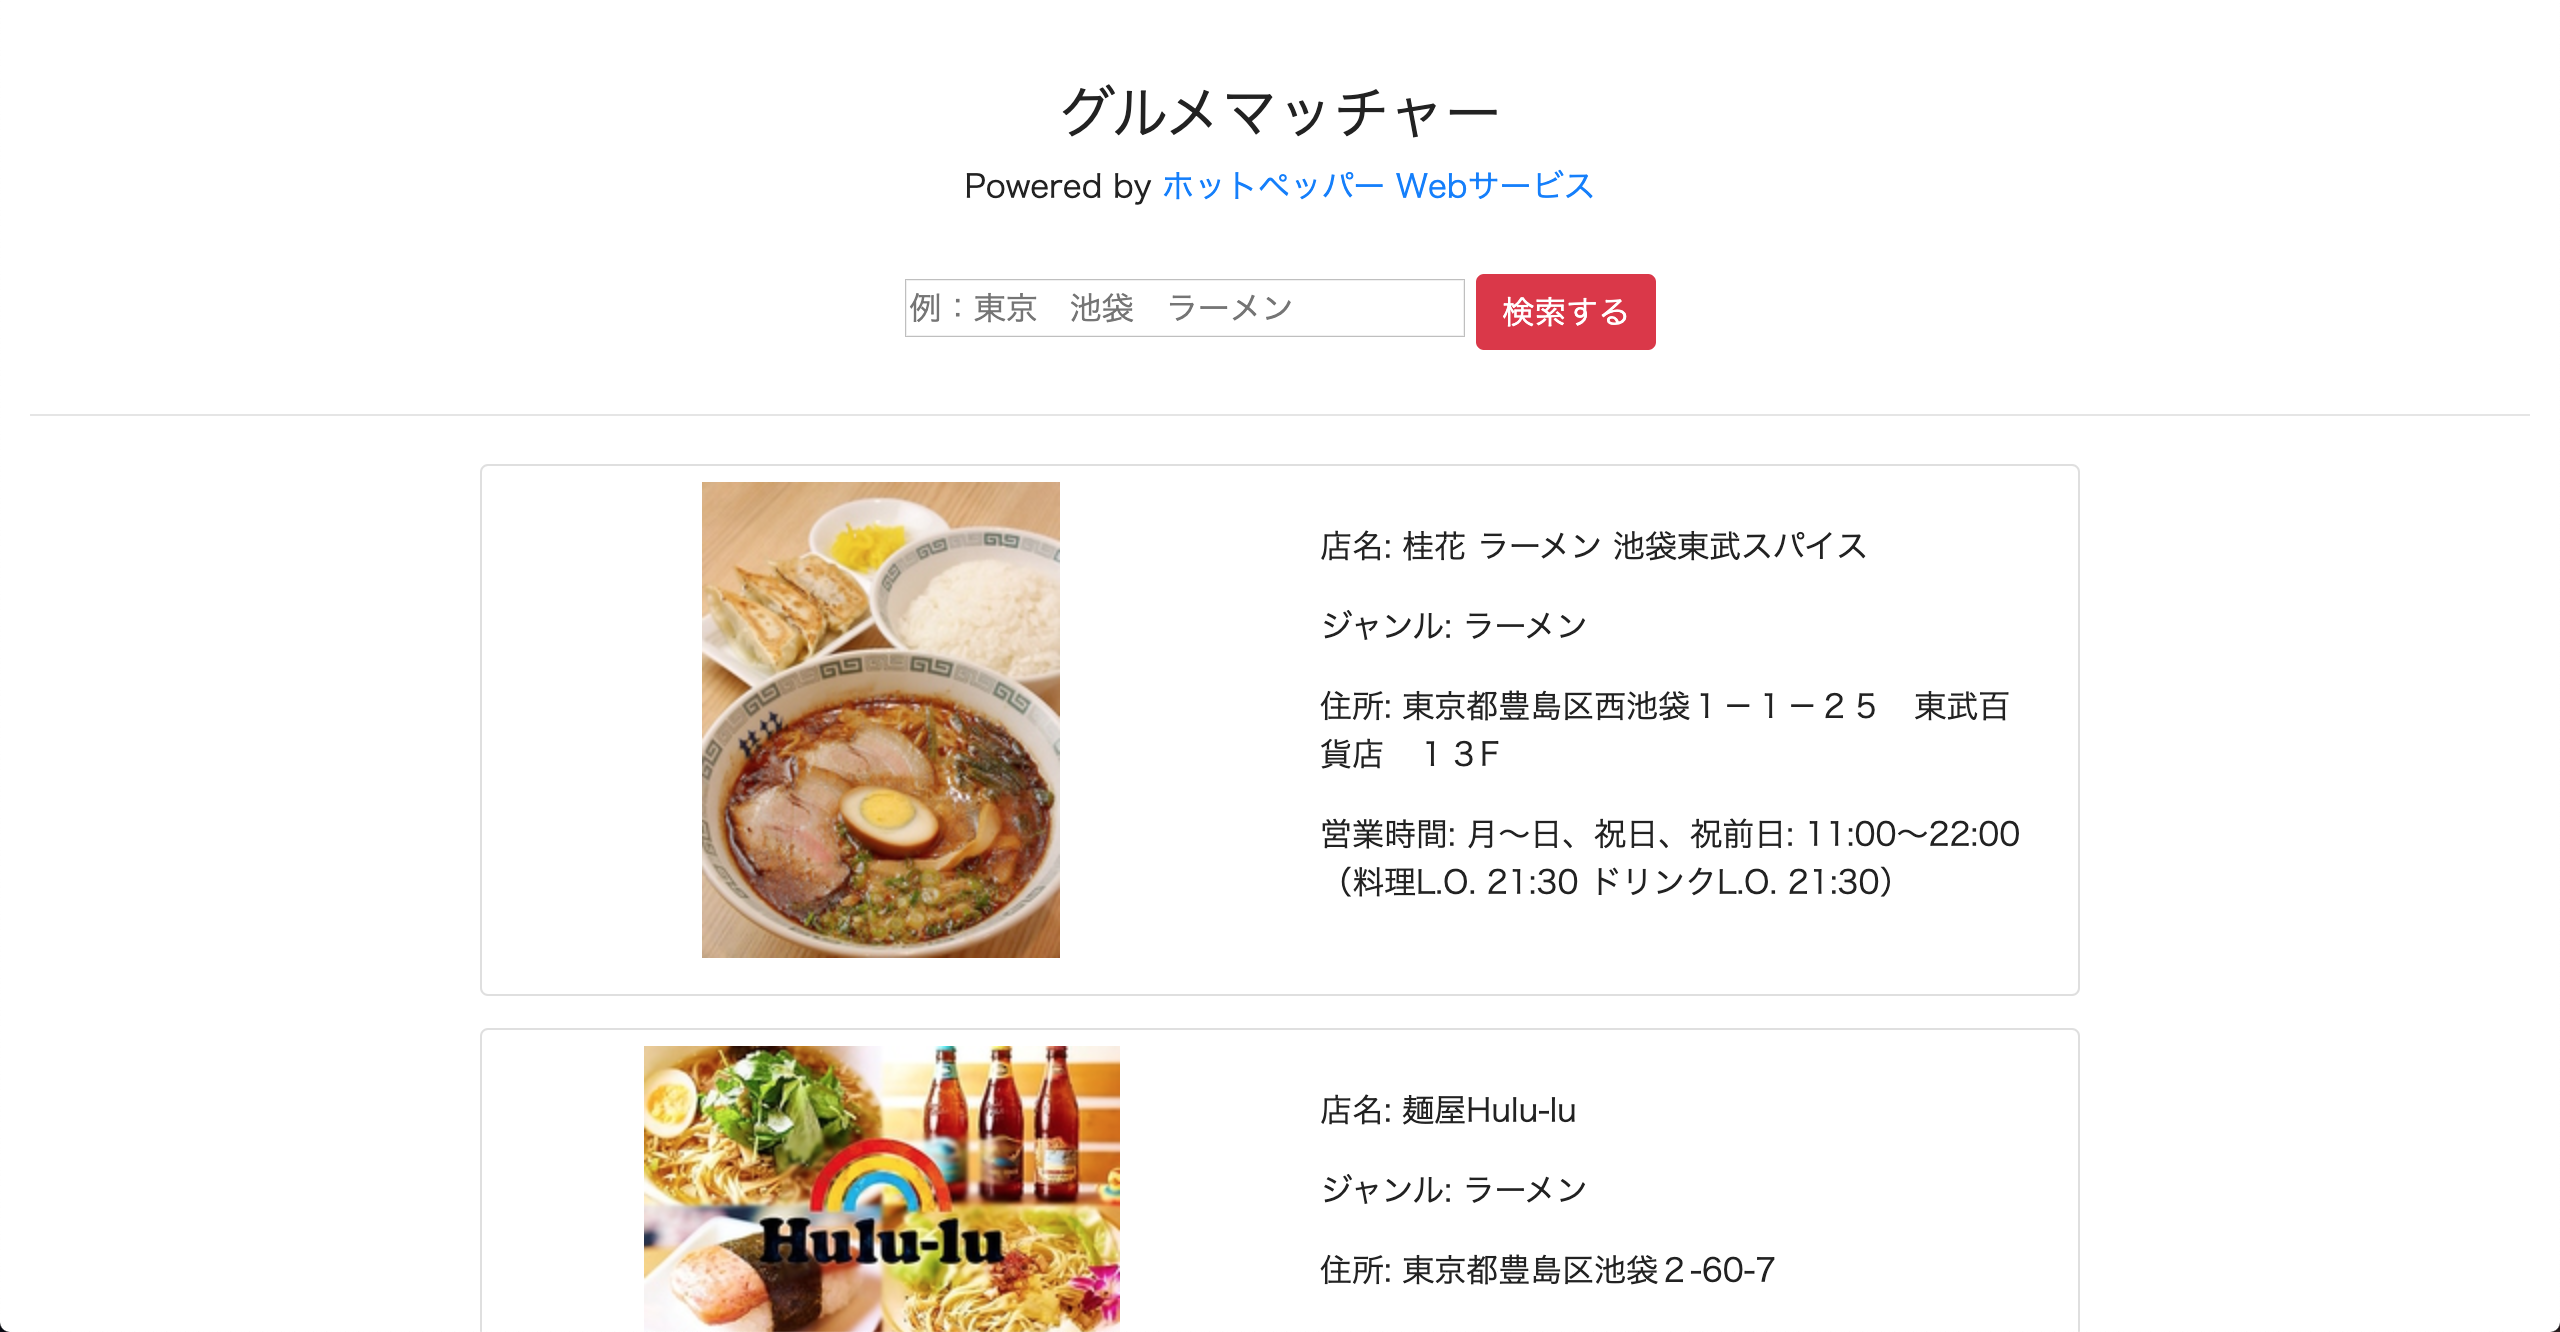 グルメマッチャー
Powered by ホットペッパー Webサービス
例：東京　池袋　ラーメン
検索する
店名: 桂花 ラーメン 池袋東武スパイス
ジャンル: ラーメン
住所: 東京都豊島区西池袋１－１－２５　東武百
貨店　１３Ｆ
営業時間: 月～日、祝日、祝前日: 11:00～22:00
（料理L.O. 21:30 ドリンクL.O. 21:30）
Hulu-lu
店名: 麺屋Hulu-lu
ジャンル: ラーメン
住所: 東京都豊島区池袋２-60-7